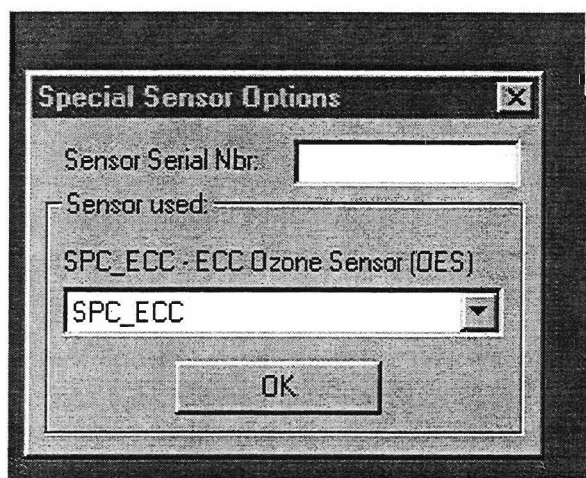 Special Sensor Options
Sensor Serial Nbr:
Sensor used:
SPC_ECC - ECC Ozone Sensor (OES)
SPC_ECC
OK